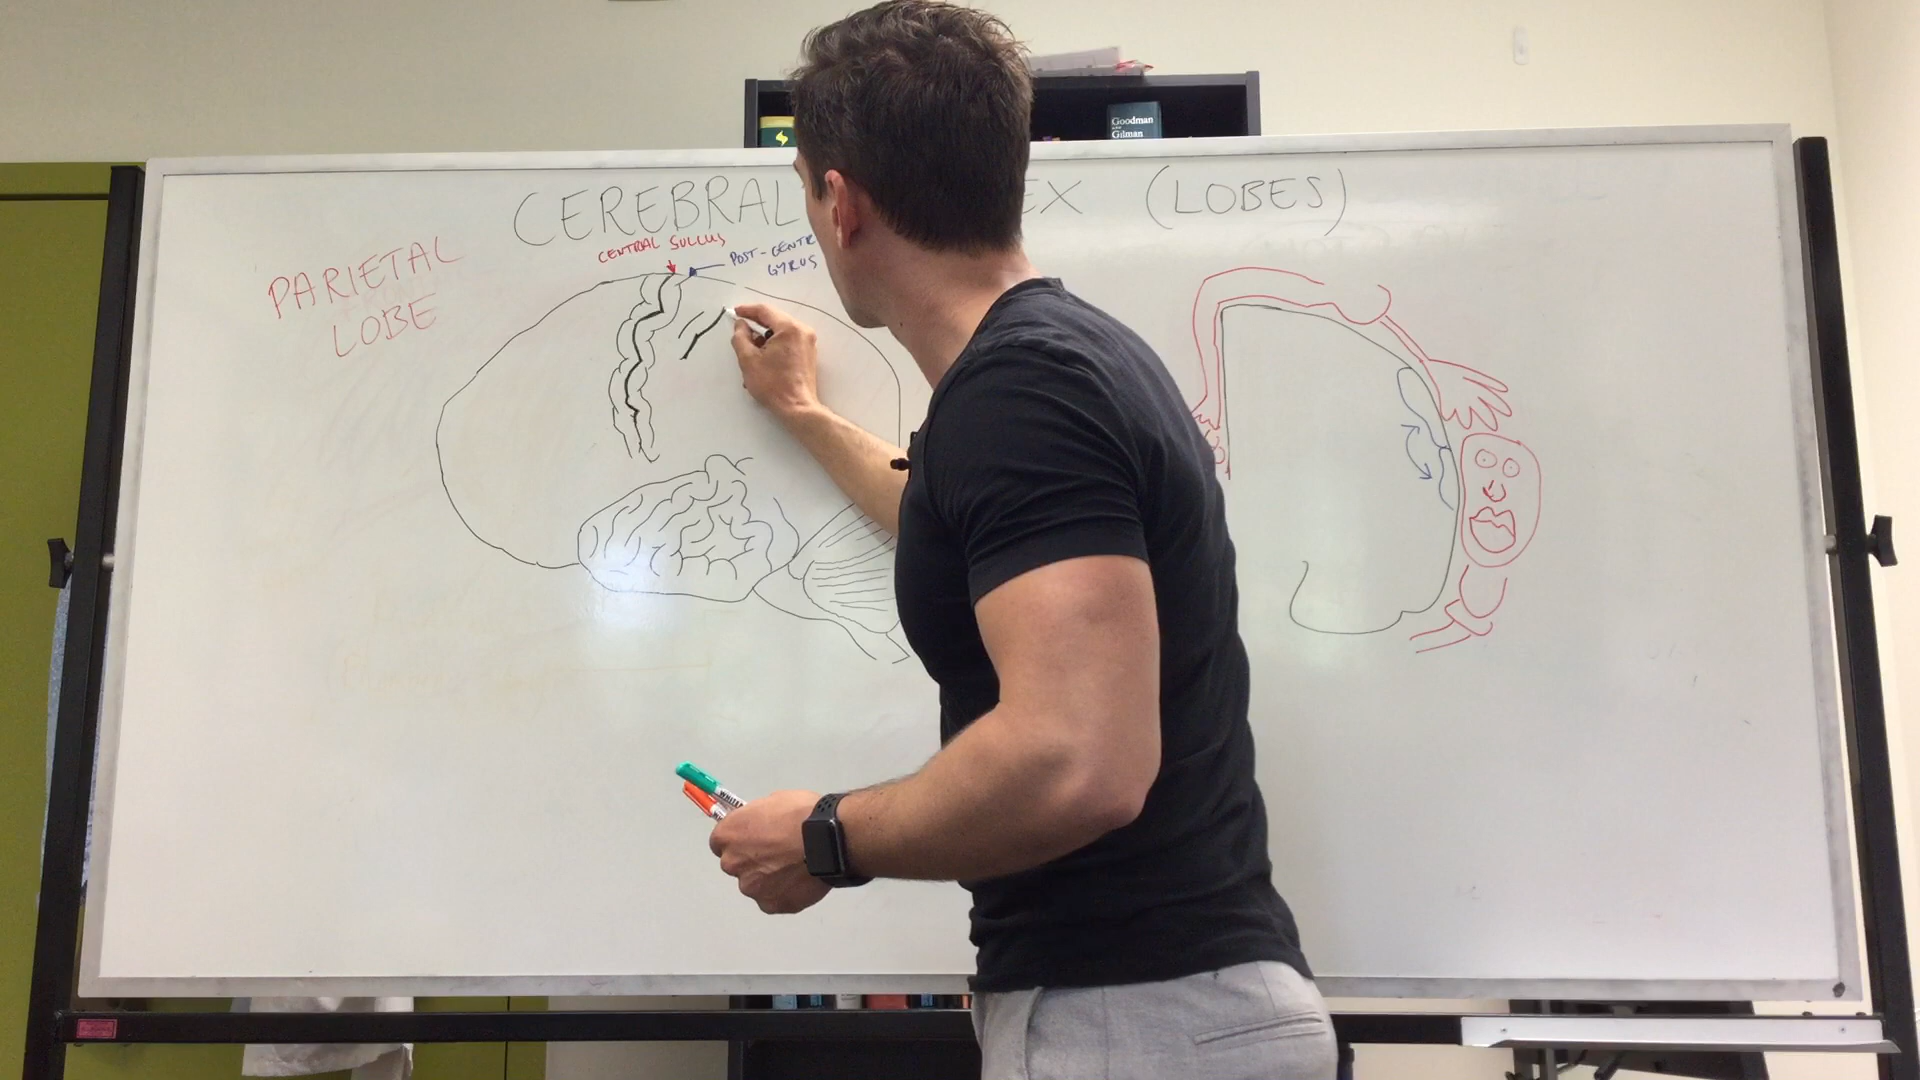 Goodman
Gilman
CEREBRAL EX (LOBES)
PARIETAL
LOBE
CENTRAL SULCUS
POST-CENTR
GYRUS